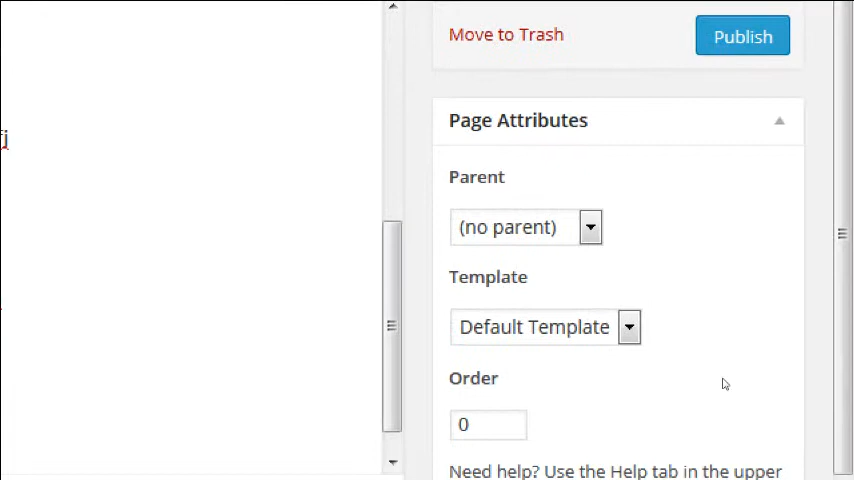 Move to Trash
Publish
fj
Page Attributes
Parent
(no parent)
Template
Default Template
Order
0
Need help? Use the Help tab in the upper